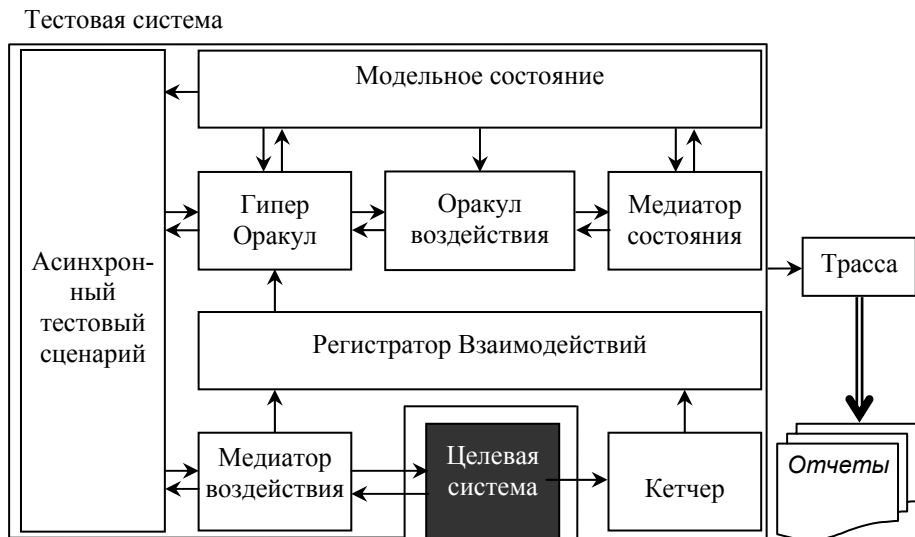 Тестовая система
Модельное состояние
Гипер
Оракул
Оракул
воздействия
Медиатор
состояния
Асинхрон-
ный
тестовый
сценарий
Трасса
Регистратор Взаимодействий
Медиатор
воздействия
Целевая
система
Кетчер
Отчеты